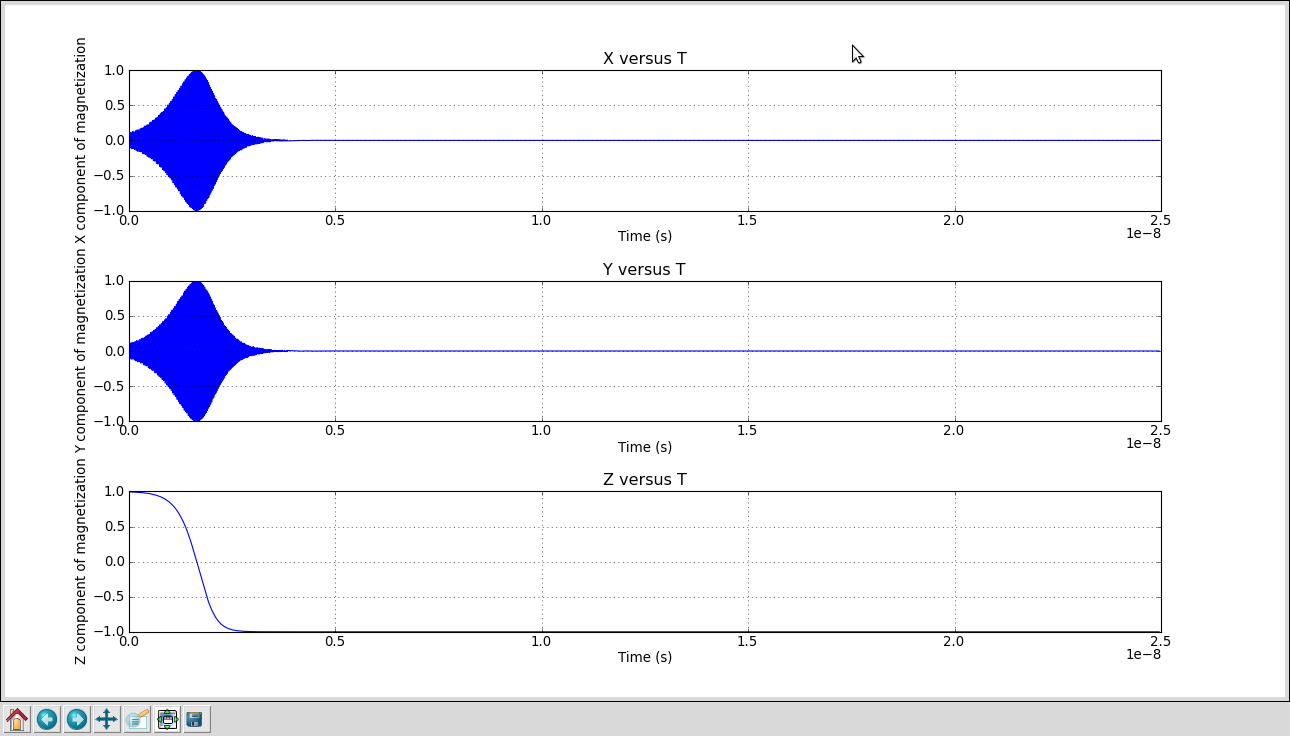 X versus T
X component of magnetization
1.0
0.5
0.0
−0.5
−1.0
0.0 0.5 1.0 1.5 2.0 2.5
1e−8
Time (s)
Y versus T
Y component of magnetization
1.0
0.5
0.0
−0.5
−1.0
0.0 0.5 1.0 1.5 2.0 2.5
1e−8
Time (s)
Z versus T
Z component of magnetization
1.0
0.5
0.0
−0.5
−1.0
0.0 0.5 1.0 1.5 2.0 2.5
1e−8
Time (s)